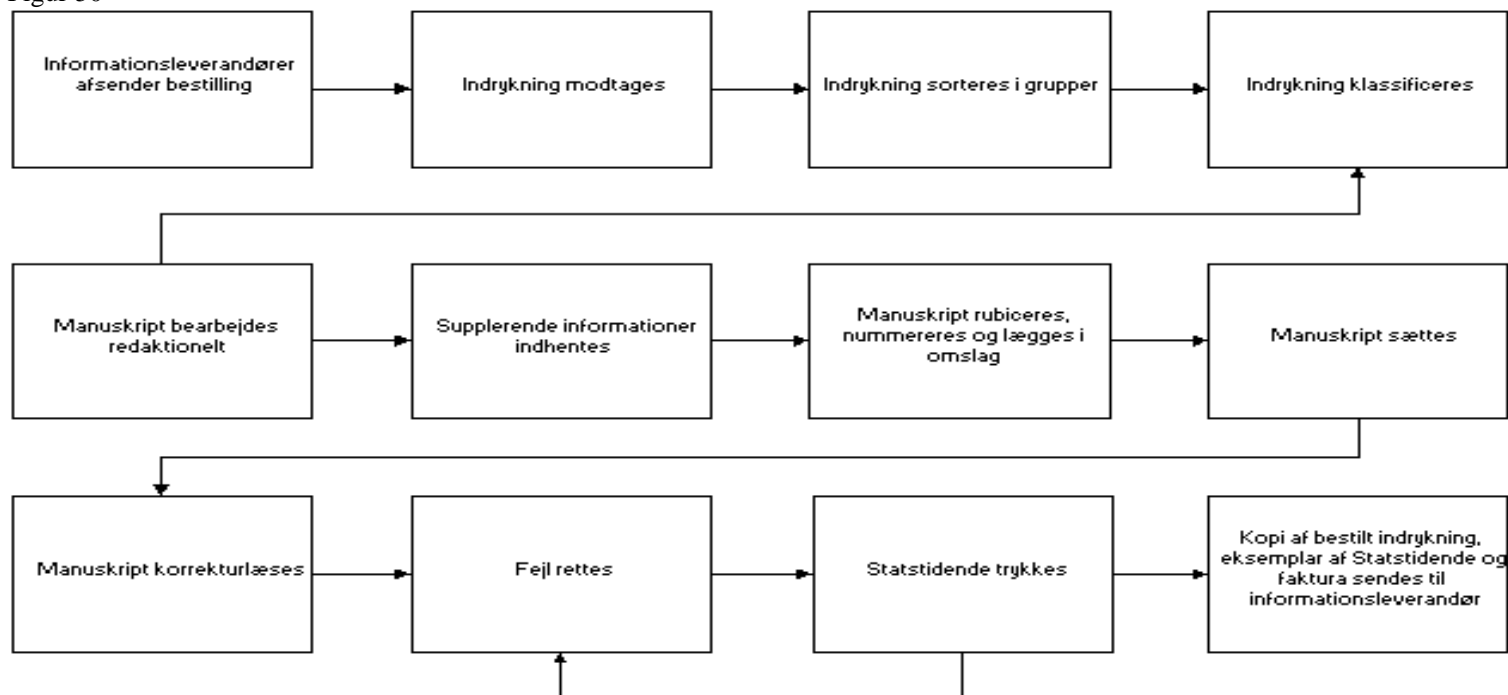 Informationsleverandører
afsender bestilling
Indrykning modtages
Indrykning sorteres i grupper
Indrykning klassificeres
Manuskript bearbejdes
redaktionelt
Supplerende informationer
indhentes
Manuskript rubiceres,
nummereres og lægges i
omslag
Manuskript sættes
Manuskript korrekturlæses
Fejl rettes
Statstidende trykkes
Kopi af bestilt indrykning,
eksemplar af Statstidende og
faktura sendes til
informationsleverandør